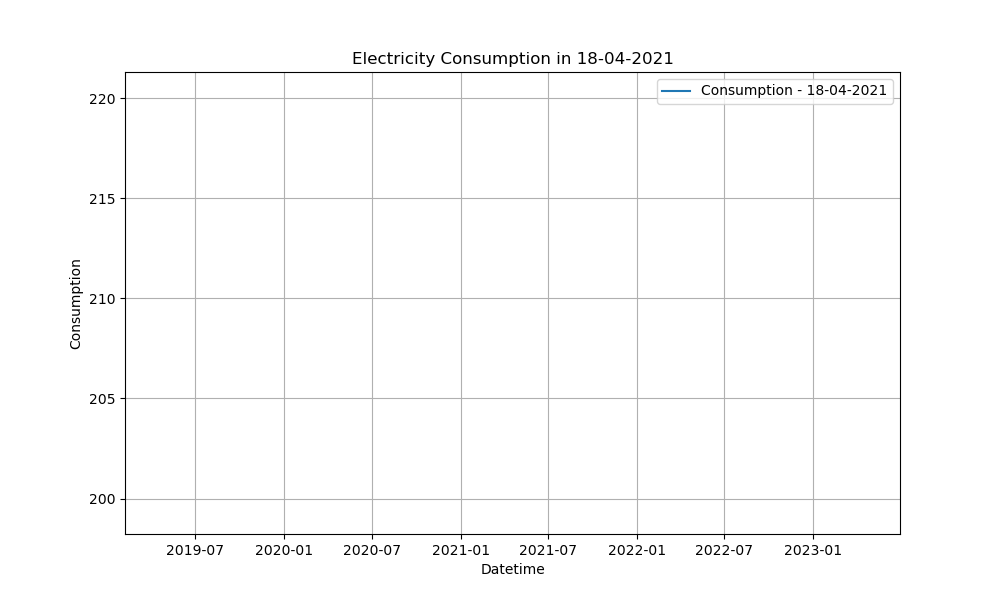 Electricity Consumption in 18-04-2021
Consumption - 18-04-2021
220
215
210
205
200
Consumption
2019-07 2020-01 2020-07 2021-01 2021-07 2022-01 2022-07 2023-01
Datetime